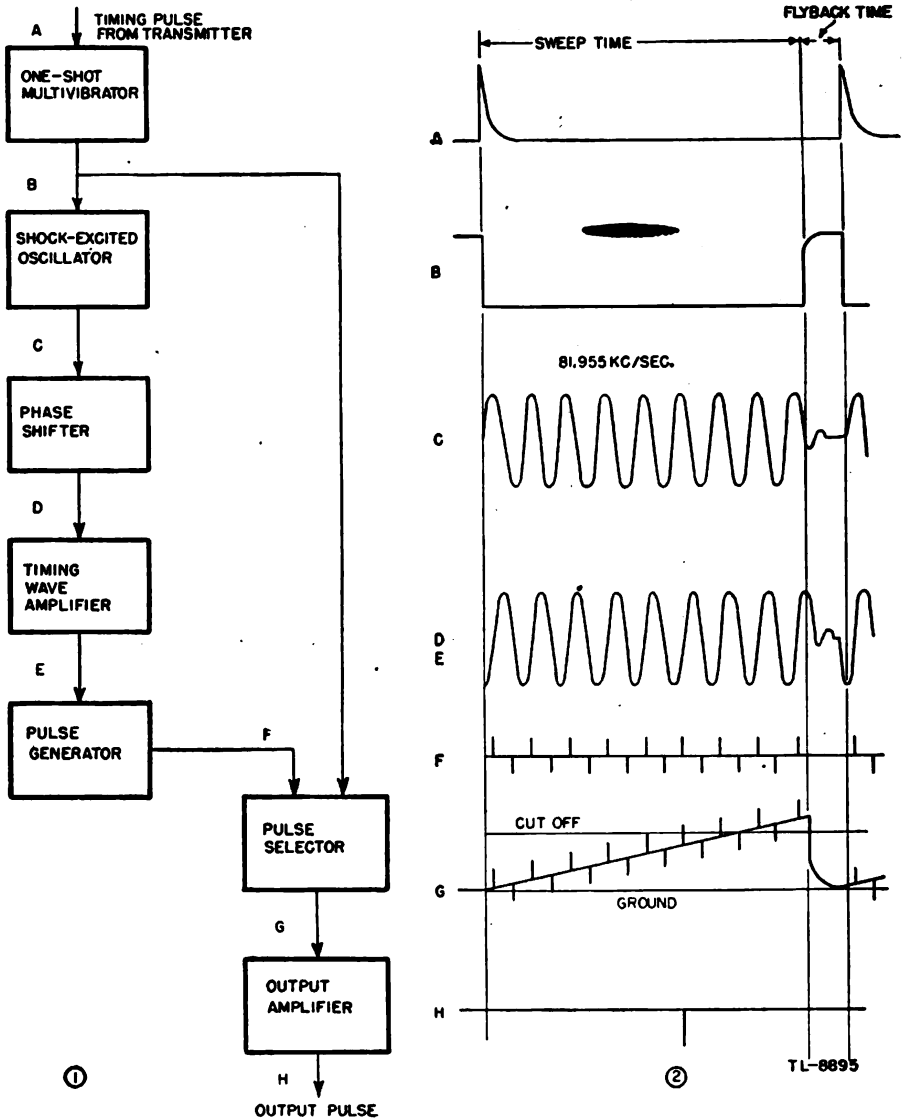 A
TIMING PULSE
FROM TRANSMITTER
ONE-SHOT
MULTIVIBRATOR
B
SHOCK-EXCITED
OSCILLATOR
C
PHASE
SHIFTER
D
TIMING
WAVE
AMPLIFIER
E
PULSE
GENERATOR
F
PULSE
SELECTOR
G
OUTPUT
AMPLIFIER
H
OUTPUT PULSE
①
FLYBACK TIME
SWEEP TIME
A
B
81.955 KC/SEC.
C
D
E
F
CUT OFF
G
GROUND
H
TL-8895
②